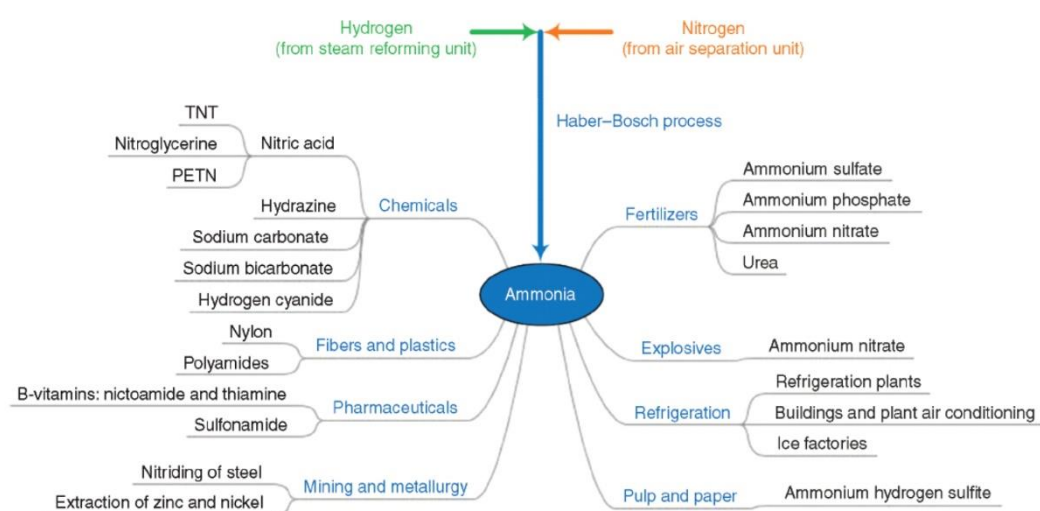 Hydrogen
(from steam reforming unit)
Nitrogen
(from air separation unit)
Haber–Bosch process
Ammonia
Chemicals
Nitric acid
TNT
Nitroglycerine
PETN
Hydrazine
Sodium carbonate
Sodium bicarbonate
Hydrogen cyanide
Fibers and plastics
Nylon
Polyamides
Pharmaceuticals
B-vitamins: nictoamide and thiamine
Sulfonamide
Mining and metallurgy
Nitriding of steel
Extraction of zinc and nickel
Fertilizers
Ammonium sulfate
Ammonium phosphate
Ammonium nitrate
Urea
Explosives
Ammonium nitrate
Refrigeration
Refrigeration plants
Buildings and plant air conditioning
Ice factories
Pulp and paper
Ammonium hydrogen sulfite